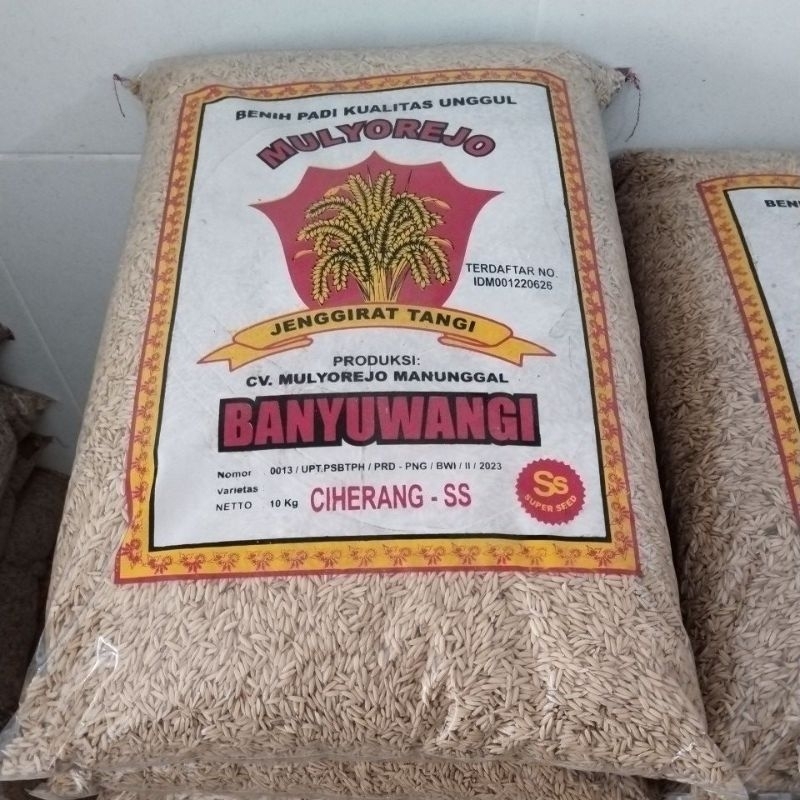 BENIH PADI KUALITAS UNGGUL
MULYOREJO
TERDAFTAR NO.
IDM001220626
JENGGIRAT TANGI
PRODUKSI:
CV. MULYOREJO MANUNGGAL
BANYUWANGI
Nomor 0013 / UPT.PSBTPH / PRD - PNG / BWI / II / 2023
Varietas
NETTO 10 Kg CIHERANG - SS
Ss
SUPER SEED